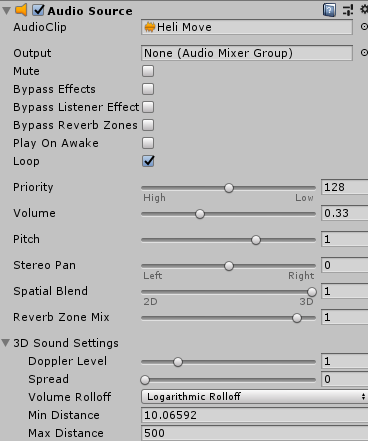 Audio Source
AudioClip Heli Move
Output None (Audio Mixer Group)
Mute
Bypass Effects
Bypass Listener Effect
Bypass Reverb Zones
Play On Awake
Loop
Priority 128
High Low
Volume 0.33
Pitch 1
Stereo Pan 0
Left Right
Spatial Blend 1
2D 3D
Reverb Zone Mix 1
3D Sound Settings
Doppler Level 1
Spread 0
Volume Rolloff Logarithmic Rolloff
Min Distance 10.06592
Max Distance 500